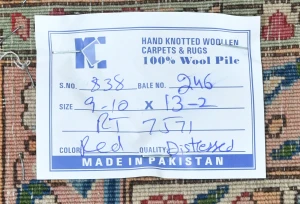 HAND KNOTTED WOOLLEN
CARPETS & RUGS
100% Wool Pile
S.NO. 838 BALE NO. 246
SIZE 9-10 x 13-2
RT 7571
COLOR Red QUALITY Distressed
MADE IN PAKISTAN